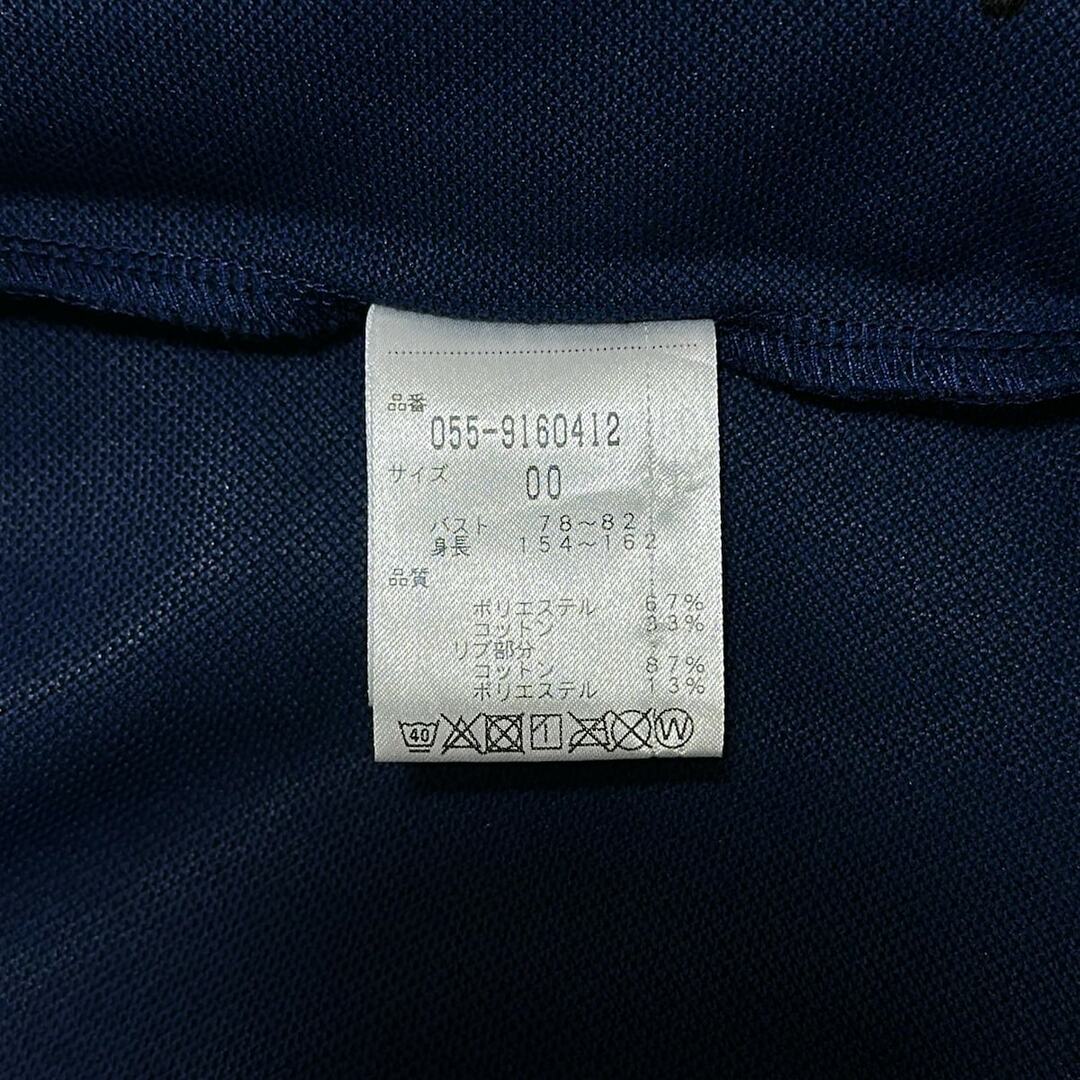 品番
055-9160412
サイズ
00
バスト 78～82
身長 154～162
品質
ポリエステル 67%
コットン 33%
リブ部分
コットン 87%
ポリエステル 13%
40 W